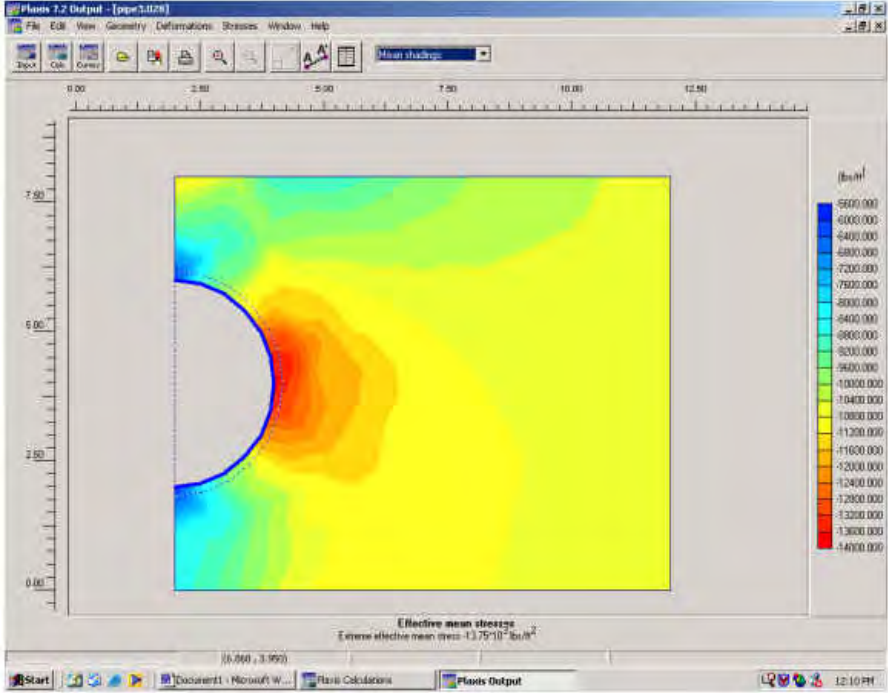 Plaxis 7.2 Output - [pipe3.028]
File Edit View Geometry Deformations Stresses Window Help
Input Calc Curves
Mean shadings
0.00 2.50 5.00 7.50 10.00 12.50
7.50
5.00
2.50
0.00
-5600.000
-6000.000
-6400.000
-6800.000
-7200.000
-7600.000
-8000.000
-8400.000
-8800.000
-9200.000
-9600.000
-10000.000
-10400.000
-11200.000
-11600.000
-12000.000
-12400.000
-12800.000
-13200.000
-13600.000
-14000.000
Effective mean stresses
Extreme effective mean stress -13.75*10³ lbs/ft²
(6.060 , 3.950)
Start Document1 - Microsoft W... Plaxis Calculations Plaxis Output 12:10 PM